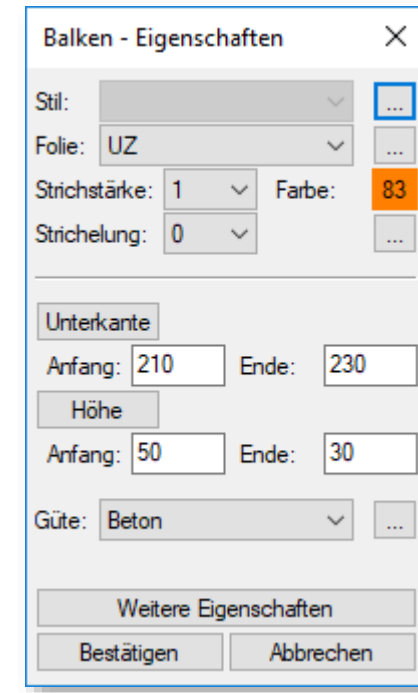 Balken - Eigenschaften
Stil: ...
Folie: UZ ...
Strichstärke: 1 Farbe: 83
Strichelung: 0 ...
Unterkante
Anfang: 210 Ende: 230
Höhe
Anfang: 50 Ende: 30
Güte: Beton ...
Weitere Eigenschaften
Bestätigen Abbrechen